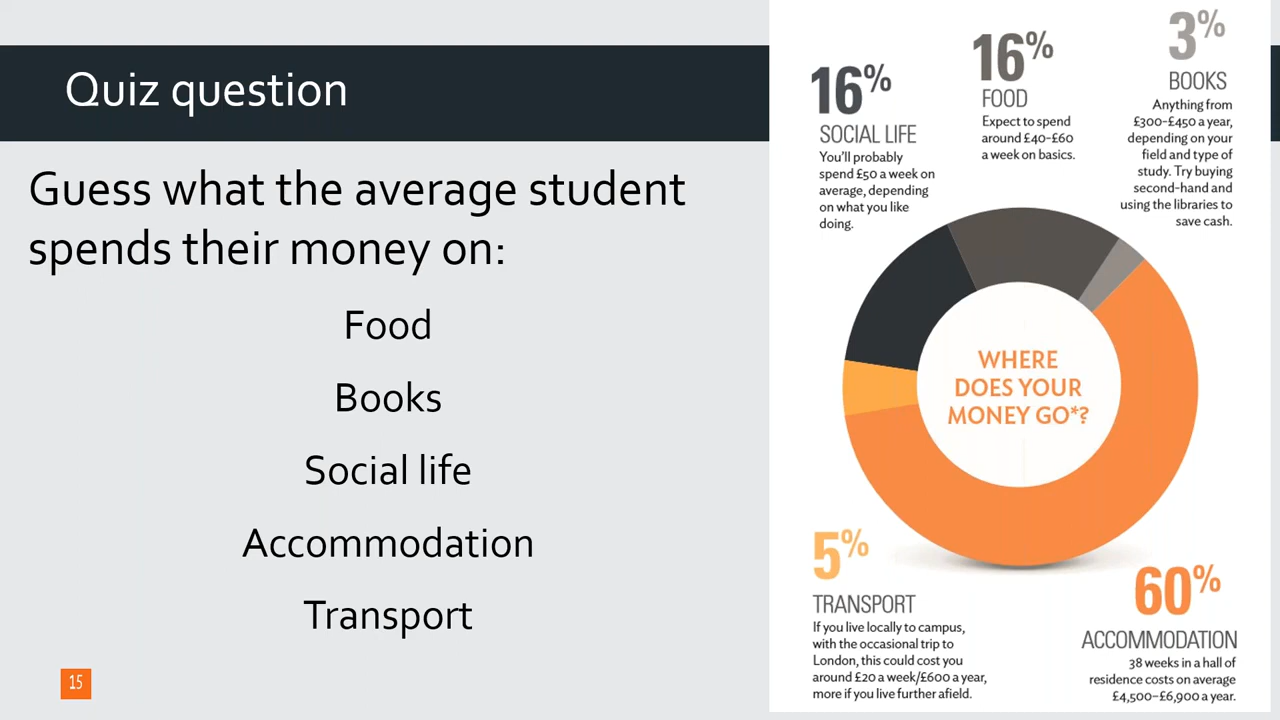 Quiz question
Guess what the average student
spends their money on:
Food
Books
Social life
Accommodation
Transport
15
16%
SOCIAL LIFE
You'll probably
spend £50 a week on
average, depending
on what you like
doing.
16%
FOOD
Expect to spend
around £40–£60
a week on basics.
3%
BOOKS
Anything from
£300–£450 a year,
depending on your
field and type of
study. Try buying
second-hand and
using the libraries to
save cash.
WHERE
DOES YOUR
MONEY GO*?
5%
TRANSPORT
If you live locally to campus,
with the occasional trip to
London, this could cost you
around £20 a week/£600 a year,
more if you live further afield.
60%
ACCOMMODATION
38 weeks in a hall of
residence costs on average
£4,500–£6,900 a year.